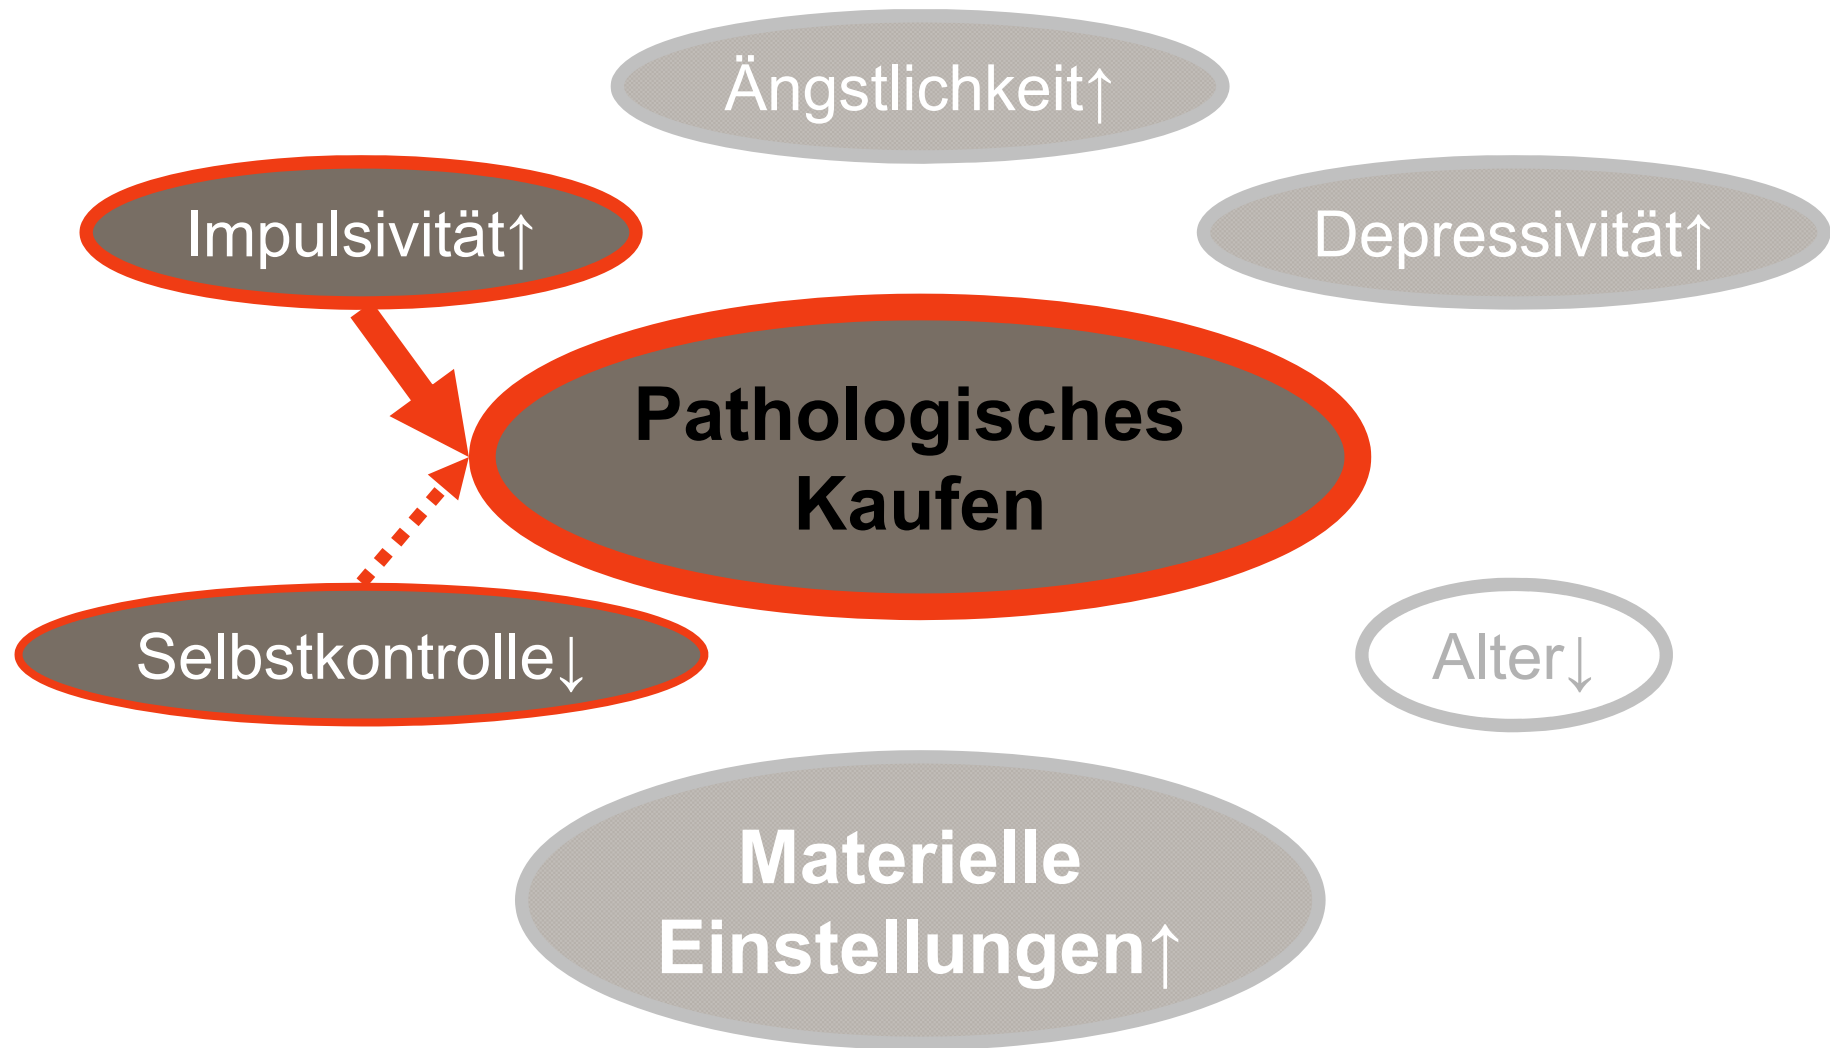 Ängstlichkeit↑
Impulsivität↑
Depressivität↑
Pathologisches
Kaufen
Selbstkontrolle↓
Alter↓
Materielle
Einstellungen↑